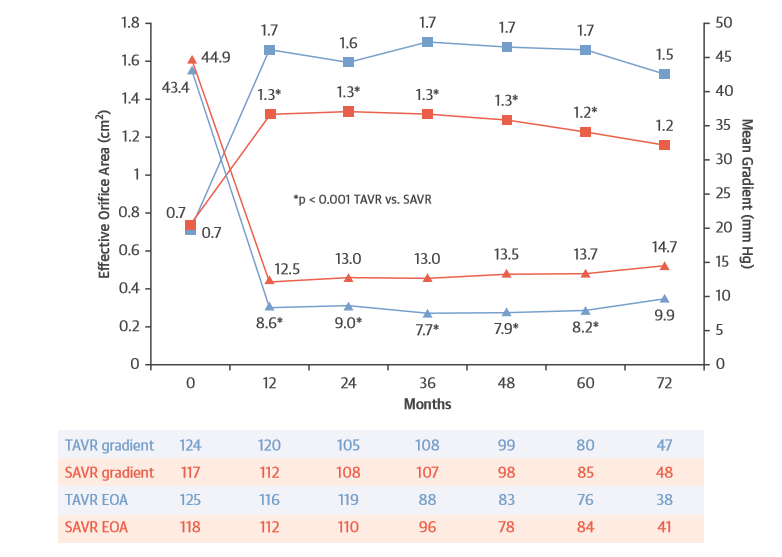 1.8
1.6
1.4
1.2
1
0.8
0.6
0.4
0.2
0
Effective Orifice Area (cm²)
50
45
40
35
30
25
20
15
10
5
0
Mean Gradient (mm Hg)
1.7 1.6 1.7 1.7 1.7 1.5
44.9
43.4
1.3* 1.3* 1.3* 1.3* 1.2* 1.2
*p < 0.001 TAVR vs. SAVR
0.7
0.7
12.5 13.0 13.0 13.5 13.7 14.7
8.6* 9.0* 7.7* 7.9* 8.2* 9.9
0 12 24 36 48 60 72
Months
TAVR gradient 124 120 105 108 99 80 47
SAVR gradient 117 112 108 107 98 85 48
TAVR EOA 125 116 119 88 83 76 38
SAVR EOA 118 112 110 96 78 84 41